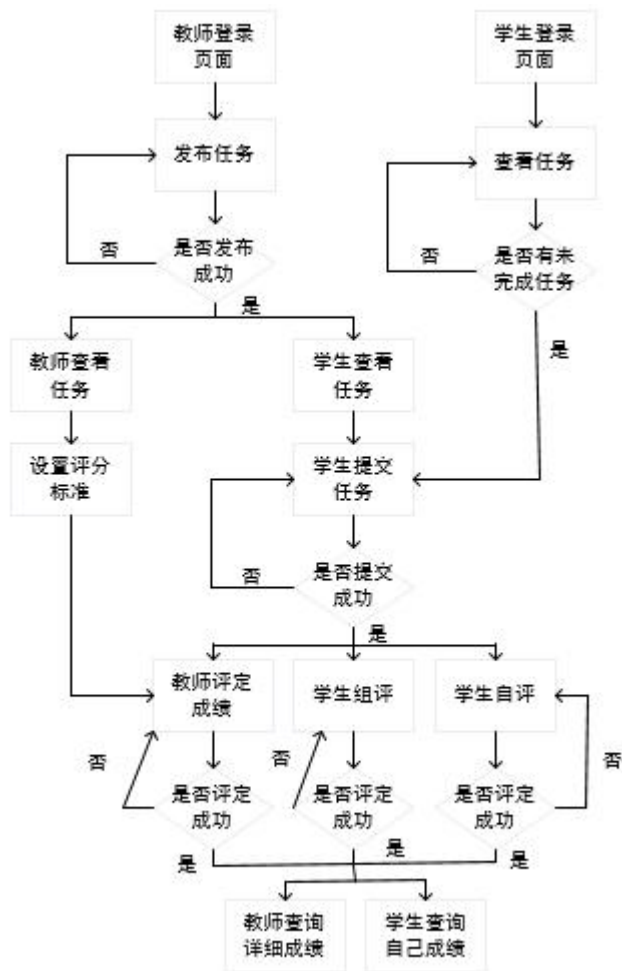 教师登录
页面
学生登录
页面
发布任务
查看任务
否
是否发布
成功
否
是否有未
完成任务
是
是
教师查看
任务
学生查看
任务
设置评分
标准
学生提交
任务
否
是否提交
成功
是
教师评定
成绩
学生组评
学生自评
否
否
否
是否评定
成功
是否评定
成功
是否评定
成功
是
是
是
教师查询
详细成绩
学生查询
自己成绩